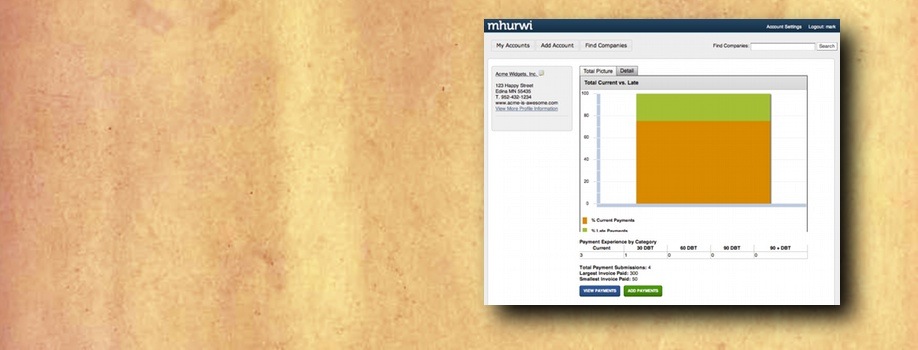 mhurwi
Account Settings Logout: mark
My Accounts Add Account Find Companies
Find Companies: Search
Acme Widgets, Inc.
123 Happy Street
Edina MN 55435
T. 952-432-1234
www.acme-is-awesome.com
View More Profile Information
Total Picture Detail
Total Current vs. Late
100
80
60
40
20
0
% Current Payments
% Late Payments
Payment Experience by Category
Current 30 DBT 60 DBT 90 DBT 90 + DBT
3 1 0 0 0
Total Payment Submissions: 4
Largest Invoice Paid: 300
Smallest Invoice Paid: 50
VIEW PAYMENTS ADD PAYMENTS